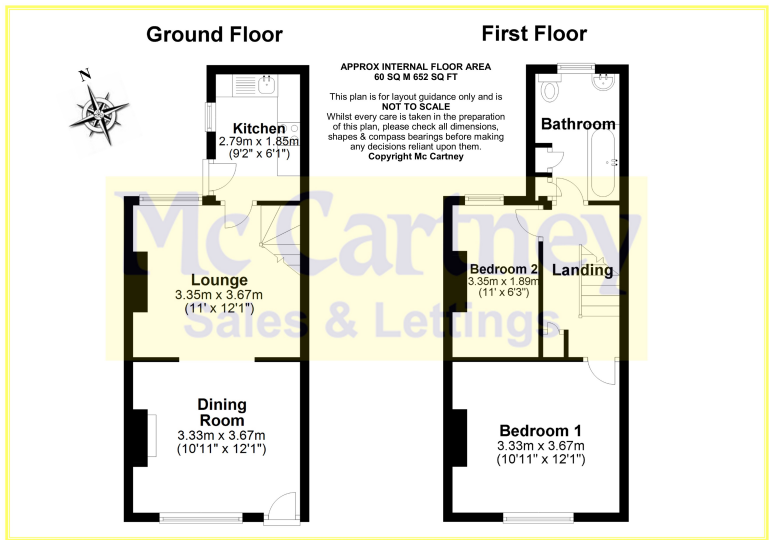 Ground Floor
First Floor
N
APPROX INTERNAL FLOOR AREA
60 SQ M 652 SQ FT
This plan is for layout guidance only and is
NOT TO SCALE
Whilst every care is taken in the preparation
of this plan, please check all dimensions,
shapes & compass bearings before making
any decisions reliant upon them.
Copyright Mc Cartney
Kitchen
2.79m x 1.85m
(9'2" x 6'1")
Bathroom
Mc Cartney
Sales & Lettings
Lounge
3.35m x 3.67m
(11' x 12'1")
Bedroom 2
3.35m x 1.89m
(11' x 6'3")
Landing
Dining
Room
3.33m x 3.67m
(10'11" x 12'1")
Bedroom 1
3.33m x 3.67m
(10'11" x 12'1")